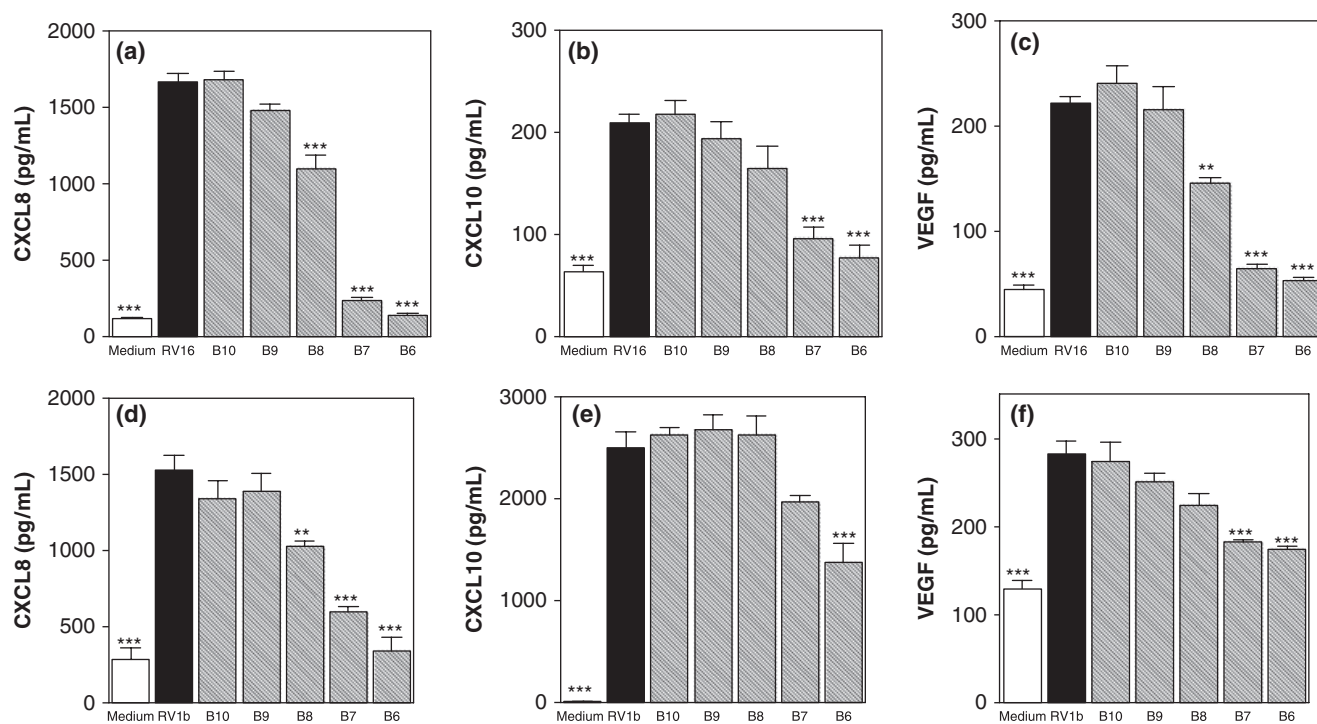 (a)
CXCL8 (pg/mL)
2000
1500
1000
500
0
***
***
***
***
Medium RV16 B10 B9 B8 B7 B6
(b)
CXCL10 (pg/mL)
300
200
100
0
***
***
***
Medium RV16 B10 B9 B8 B7 B6
(c)
VEGF (pg/mL)
300
200
100
0
***
**
***
***
Medium RV16 B10 B9 B8 B7 B6
(d)
CXCL8 (pg/mL)
2000
1500
1000
500
0
***
**
***
***
Medium RV1b B10 B9 B8 B7 B6
(e)
CXCL10 (pg/mL)
3000
2000
1000
0
***
***
Medium RV1b B10 B9 B8 B7 B6
(f)
VEGF (pg/mL)
300
200
100
0
***
***
***
Medium RV1b B10 B9 B8 B7 B6